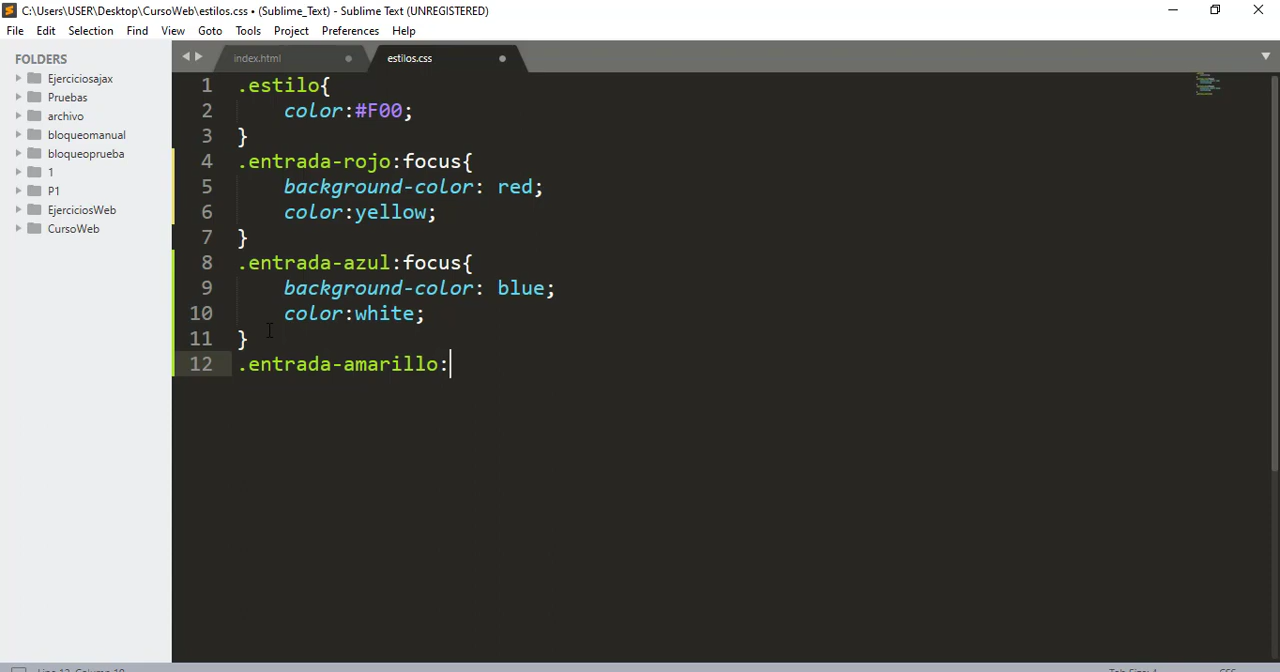 C:\Users\USER\Desktop\CursoWeb\estilos.css • (Sublime_Text) - Sublime Text (UNREGISTERED)
File Edit Selection Find View Goto Tools Project Preferences Help
FOLDERS
Ejerciciosajax
Pruebas
archivo
bloqueomanual
bloqueoprueba
1
P1
EjerciciosWeb
CursoWeb
index.html estilos.css
1 .estilo{
2 color:#F00;
3 }
4 .entrada-rojo:focus{
5 background-color: red;
6 color:yellow;
7 }
8 .entrada-azul:focus{
9 background-color: blue;
10 color:white;
11 }
12 .entrada-amarillo: